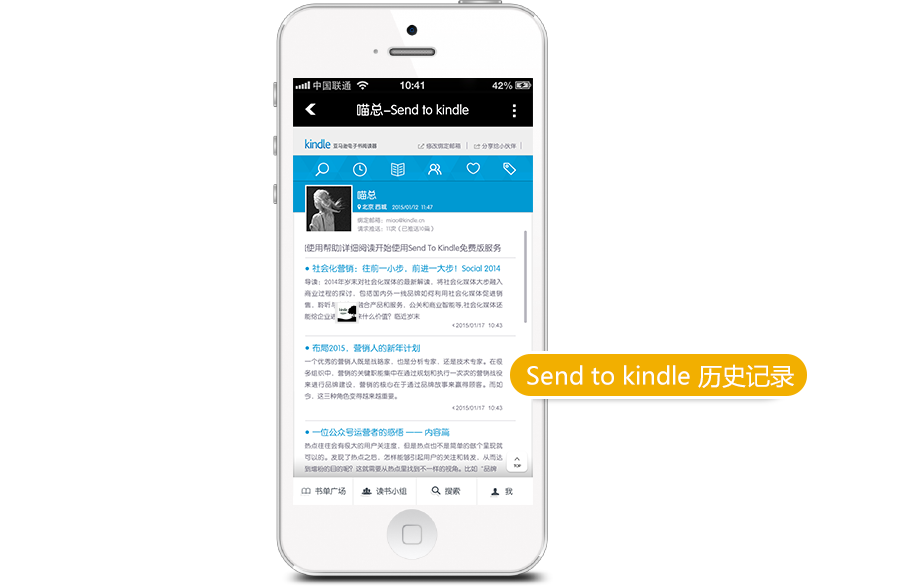 中国联通 10:41 42%
喵总-Send to kindle
kindle 亚马逊电子书阅读器 修改绑定邮箱 | 分享给小伙伴 |
喵总
北京 西城 2015/01/12 11:47
绑定邮箱：miao@kindle.cn
请求推送：11次（已推送10篇）
[使用帮助]详细阅读开始使用Send To Kindle免费版服务
• 社会化营销：往前一小步，前进一大步！Social 2014
导读：2014年岁末对社会化媒体的最新解读，将社会化媒体大步融入
商业过程的探讨，包括国内外一线品牌如何利用社会化媒体促进销
售，融合产品和服务，公关和商业智能等,社会化媒体还
能给企业什么价值？临近岁末
+2015/01/17 10:43
• 布局2015，营销人的新年计划
一个优秀的营销人既是战略家，也是分析专家，还是技术专家。在很
多组织中，营销的关键职能集中在通过规划和执行一次次的营销战役
来进行品牌建设，营销的核心在于通过品牌故事来赢得顾客。而如
今，这三种角色变得越来越重要。
+2015/01/17 10:43
• 一位公众号运营者的感悟 —— 内容篇
热点往往会有很大的用户关注度，但是热点也不是简单的做个呈现就
可以的。发现了热点之后，怎样能够引起用户的关注和转发，从而达
到增粉的目的呢？这就需要从热点里找到不一样的视角。比如“品牌
TOP
书单广场 读书小组 搜索 我
Send to kindle 历史记录